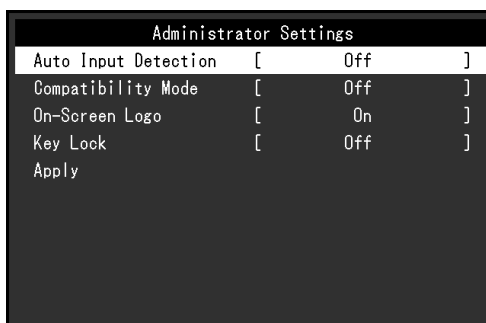 Administrator Settings
Auto Input Detection [ Off ]
Compatibility Mode [ Off ]
On-Screen Logo [ On ]
Key Lock [ Off ]
Apply